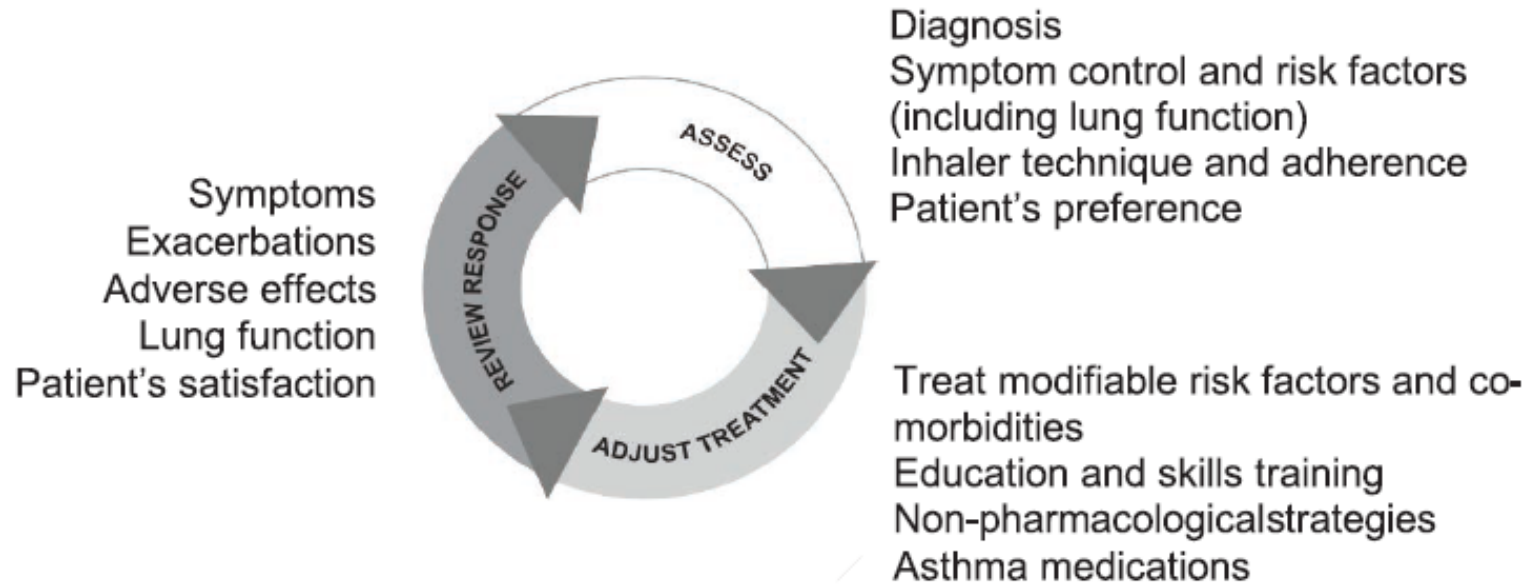 Diagnosis
Symptom control and risk factors
(including lung function)
Inhaler technique and adherence
Patient’s preference
ASSESS
REVIEW RESPONSE
ADJUST TREATMENT
Symptoms
Exacerbations
Adverse effects
Lung function
Patient’s satisfaction
Treat modifiable risk factors and co-
morbidities
Education and skills training
Non-pharmacologicalstrategies
Asthma medications